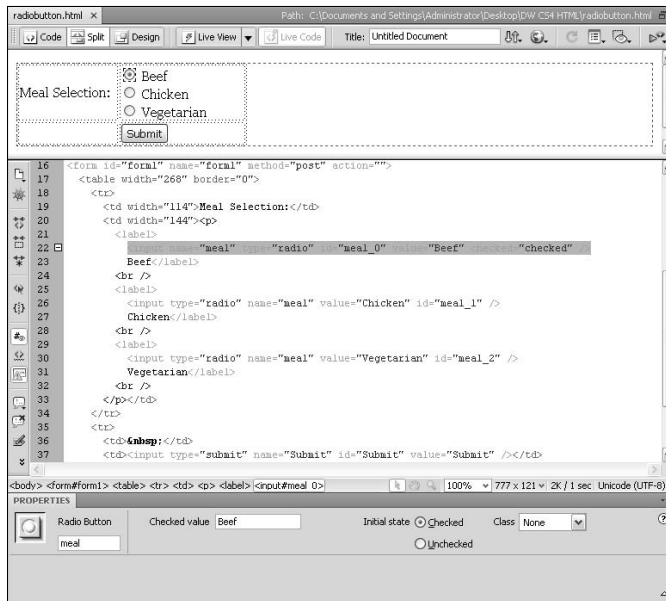 radiobutton.html × Path: C:\Documents and Settings\Administrator\Desktop\DW CS4 HTML\radiobutton.html
Code Split Design Live View Live Code Title: Untitled Document
Beef
Meal Selection:
Chicken
Vegetarian
Submit
16 <form id="form1" name="form1" method="post" action="">
17 <table width="268" border="0">
18 <tr>
19 <td width="114">Meal Selection:</td>
20 <td width="144"><p>
21 <label>
22 <input name="meal" type="radio" id="meal_0" value="Beef" checked="checked" />
23 Beef</label>
24 <br />
25 <label>
26 <input type="radio" name="meal" value="Chicken" id="meal_1" />
27 Chicken</label>
28 <br />
29 <label>
30 <input type="radio" name="meal" value="Vegetarian" id="meal_2" />
31 Vegetarian</label>
32 <br />
33 </p></td>
34 </tr>
35 <tr>
36 <td>&nbsp;</td>
37 <td><input type="submit" name="Submit" id="Submit" value="Submit" /></td>
<body> <form#form1> <table> <tr> <td> <p> <label> <input#meal 0> 100% 777 x 121 2K / 1 sec Unicode (UTF-8)
PROPERTIES
Radio Button Checked value Beef Initial state Checked Class None
meal Unchecked